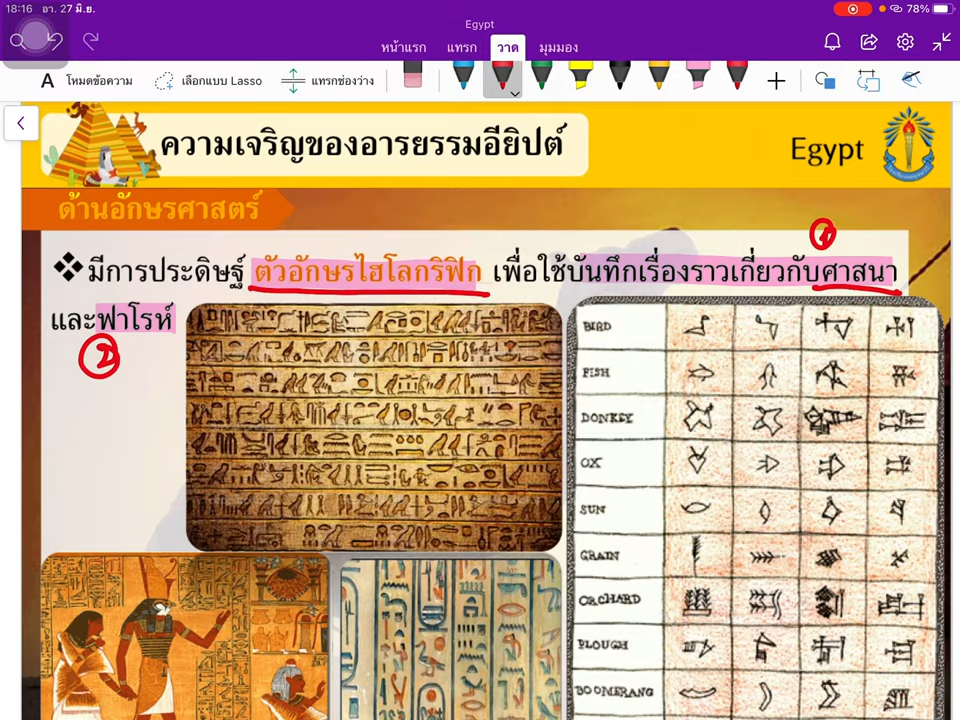 18:16 อา. 27 มิ.ย.
78%
Egypt
หน้าแรก แทรก วาด มุมมอง
A โหมดข้อความ เลือกแบบ Lasso แทรกช่องว่าง
ความเจริญของอารยธรรมอียิปต์
Egypt
ด้านอักษรศาสตร์
❖มีการประดิษฐ์ ตัวอักษรไฮโลกริฟิก เพื่อใช้บันทึกเรื่องราวเกี่ยวกับศาสนา
และฟาโรห์
1
2
BIRD
FISH
DONKEY
OX
SUN
GRAIN
ORCHARD
PLOUGH
BOOMERANG